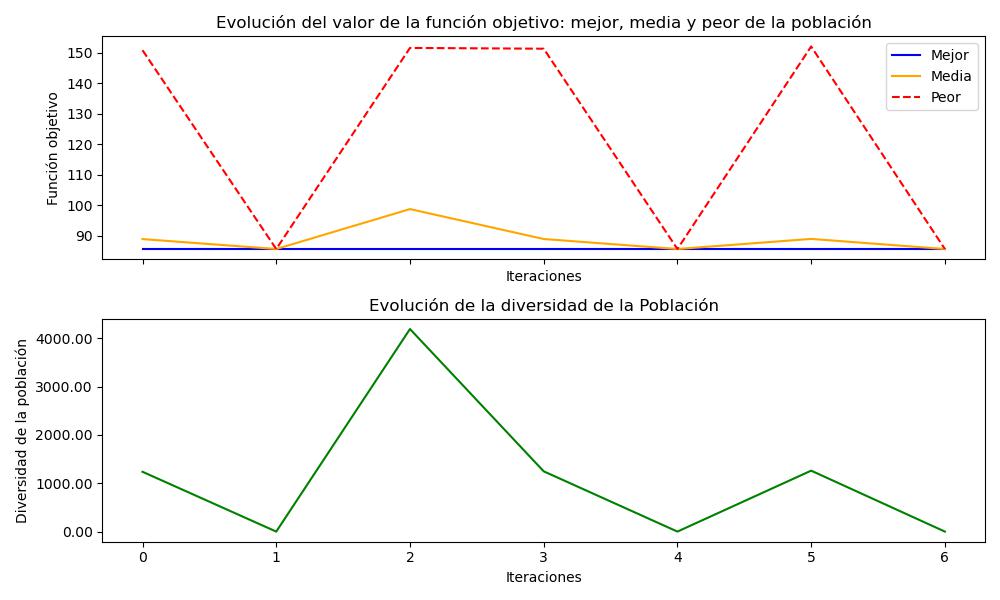 Evolución del valor de la función objetivo: mejor, media y peor de la población
150
140
130
120
110
100
90
Función objetivo
Mejor
Media
Peor
Iteraciones
Evolución de la diversidad de la Población
4000.00
3000.00
2000.00
1000.00
0.00
Diversidad de la población
0 1 2 3 4 5 6
Iteraciones